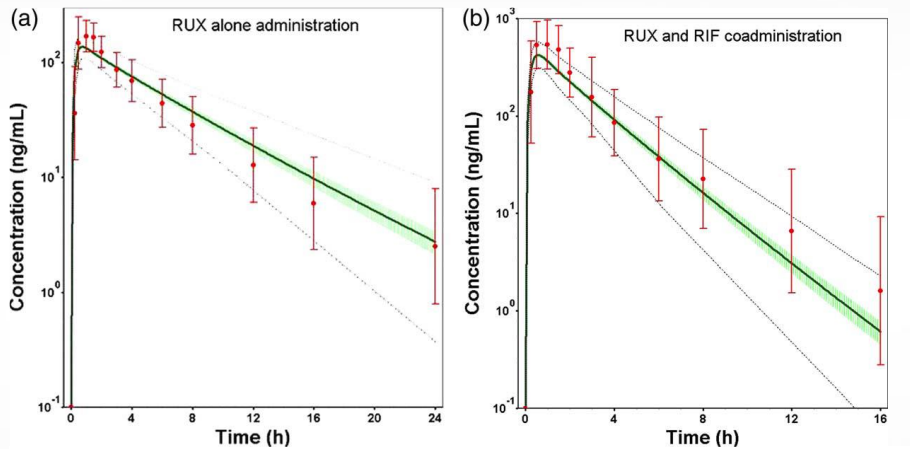 (a)
RUX alone administration
Concentration (ng/mL)
10²
10¹
10⁰
10⁻¹
0 4 8 12 16 20 24
Time (h)
(b)
RUX and RIF coadministration
Concentration (ng/mL)
10³
10²
10¹
10⁰
10⁻¹
0 4 8 12 16
Time (h)